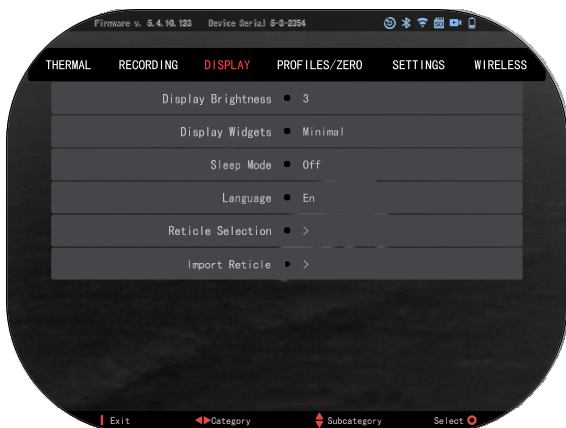 Firmware v. 5.4.10.123 Device Serial 5-3-2354
THERMAL RECORDING DISPLAY PROFILES/ZERO SETTINGS WIRELESS
Display Brightness 3
Display Widgets Minimal
Sleep Mode Off
Language En
Reticle Selection >
Import Reticle >
Exit Category Subcategory Select